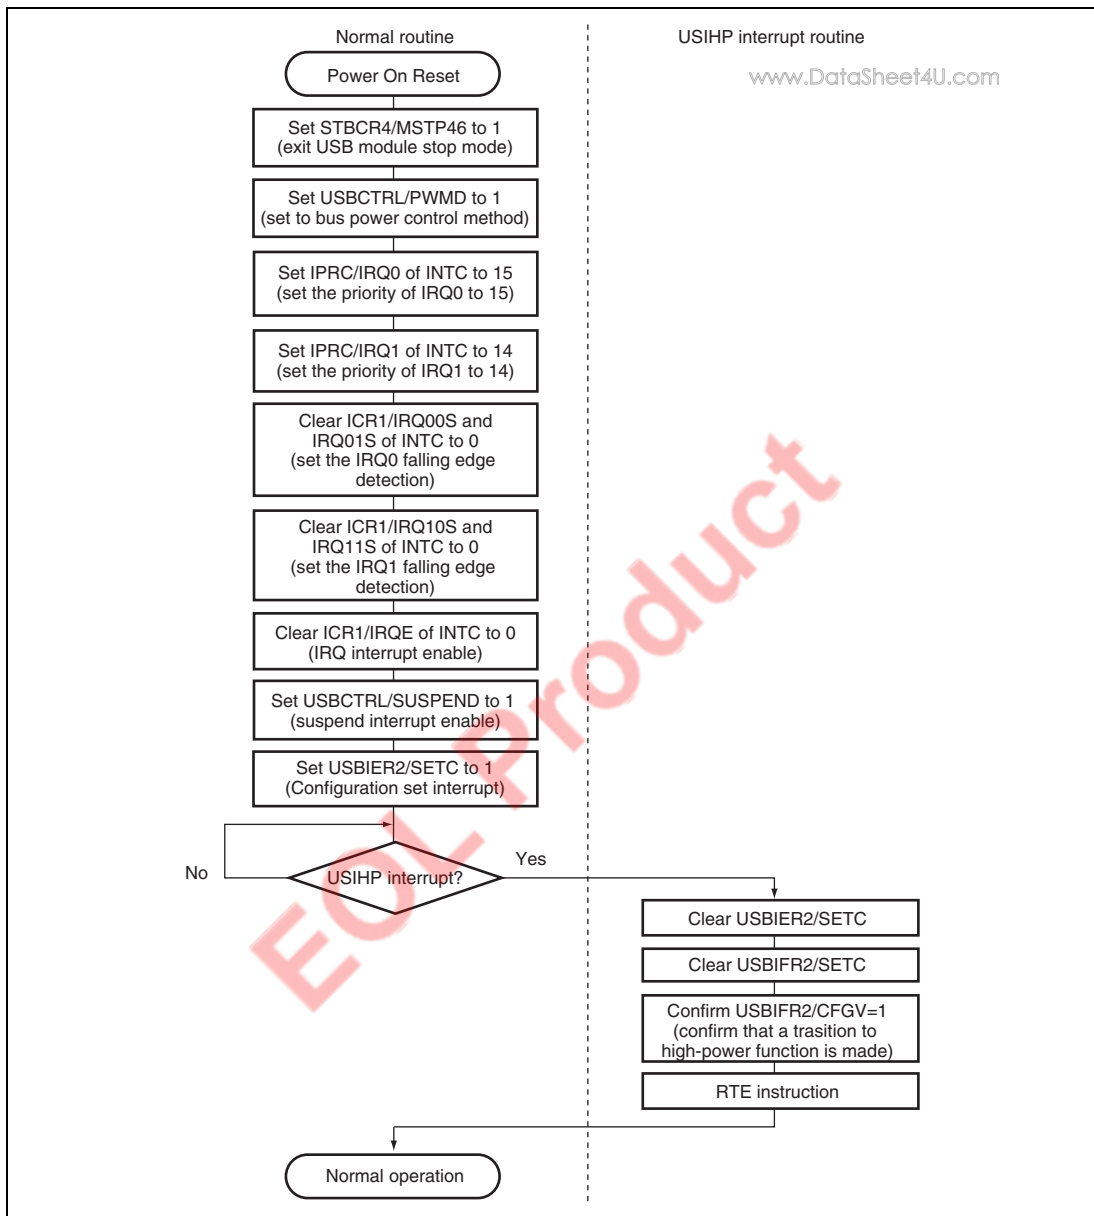 Normal routine
USIHP interrupt routine
www.DataSheet4U.com
Power On Reset
Set STBCR4/MSTP46 to 1
(exit USB module stop mode)
Set USBCTRL/PWMD to 1
(set to bus power control method)
Set IPRC/IRQ0 of INTC to 15
(set the priority of IRQ0 to 15)
Set IPRC/IRQ1 of INTC to 14
(set the priority of IRQ1 to 14)
Clear ICR1/IRQ00S and
IRQ01S of INTC to 0
(set the IRQ0 falling edge
detection)
Clear ICR1/IRQ10S and
IRQ11S of INTC to 0
(set the IRQ1 falling edge
detection)
Clear ICR1/IRQE of INTC to 0
(IRQ interrupt enable)
Set USBCTRL/SUSPEND to 1
(suspend interrupt enable)
Set USBIER2/SETC to 1
(Configuration set interrupt)
No
USIHP interrupt?
Yes
Clear USBIER2/SETC
Clear USBIFR2/SETC
Confirm USBIFR2/CFGV=1
(confirm that a trasition to
high-power function is made)
RTE instruction
Normal operation
EOL Product